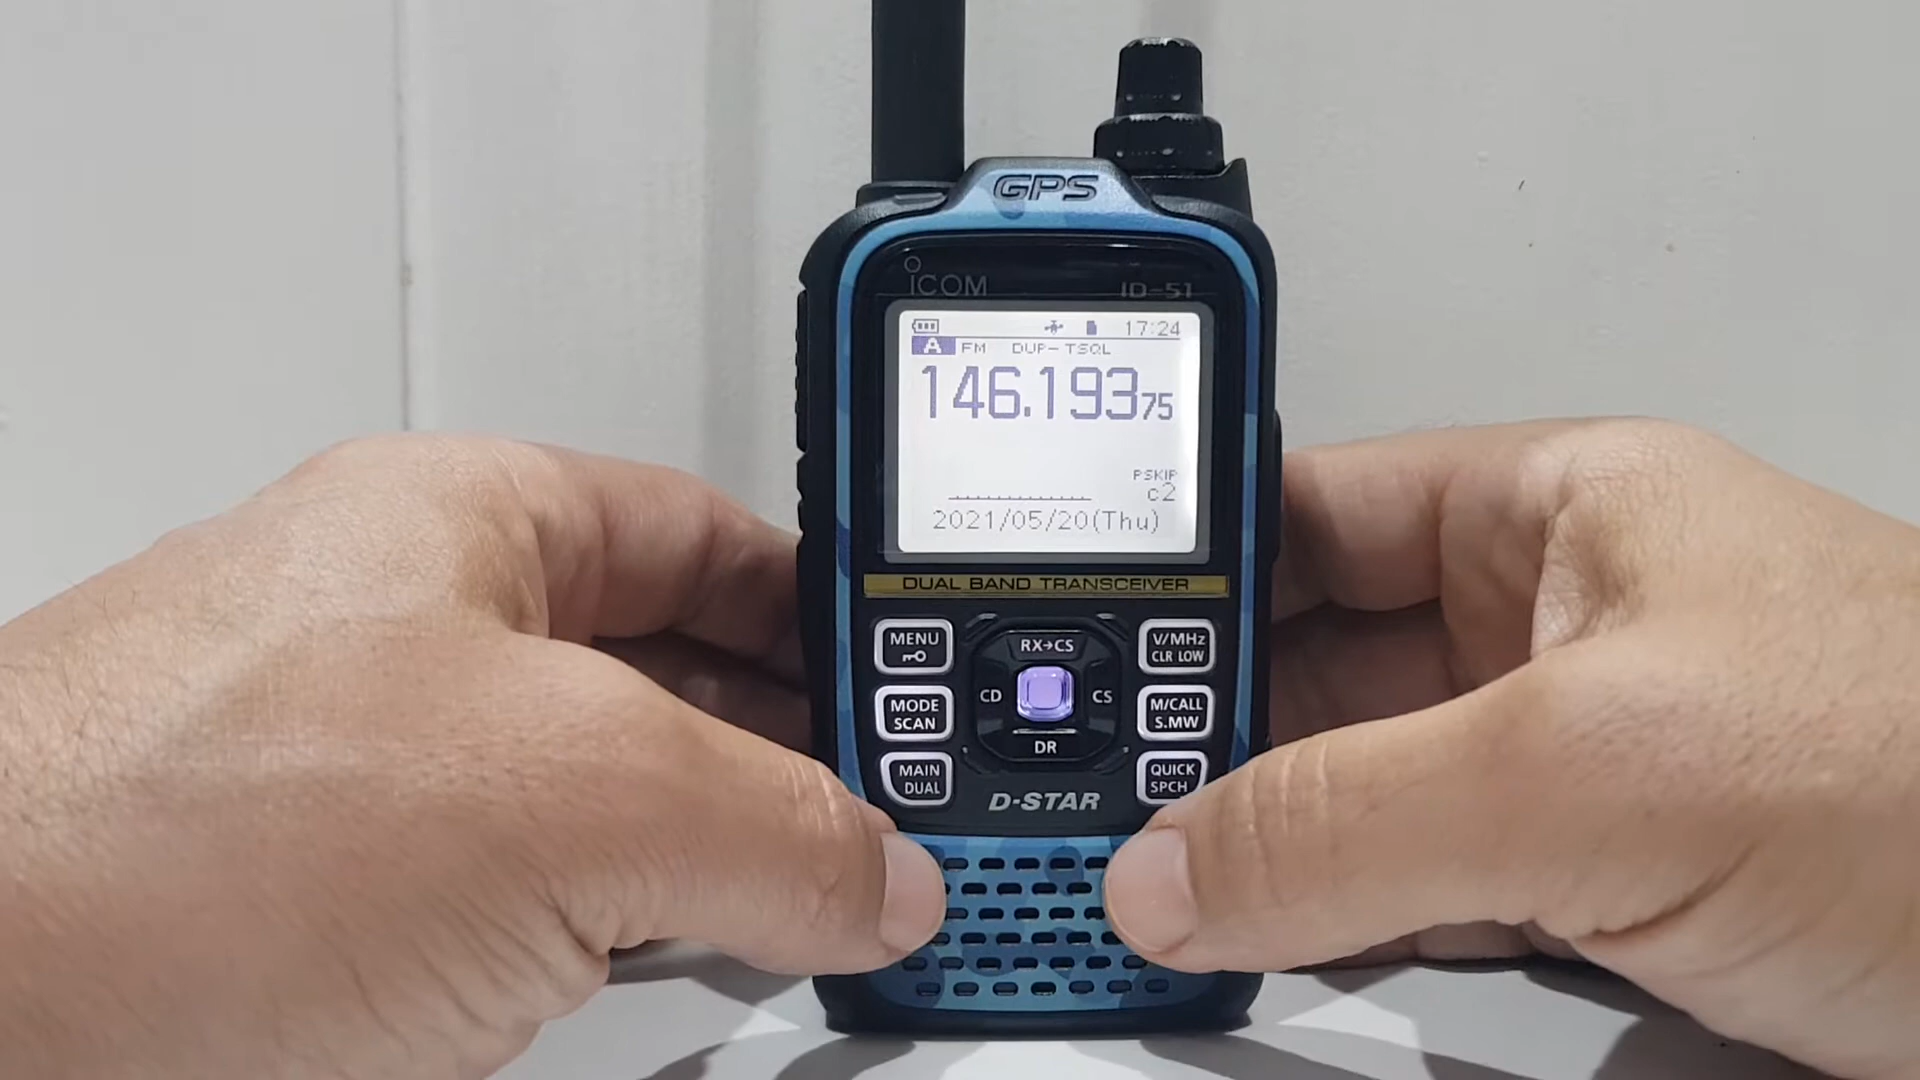 GPS
ICOM
ID-51
17:24
A FM DUP- TSQL
146.19375
PSKIP
c2
2021/05/20(Thu)
DUAL BAND TRANSCEIVER
MENU
RX→CS
V/MHz
CLR LOW
CD
CS
MODE
SCAN
M/CALL
S.MW
DR
MAIN
DUAL
QUICK
SPCH
D-STAR